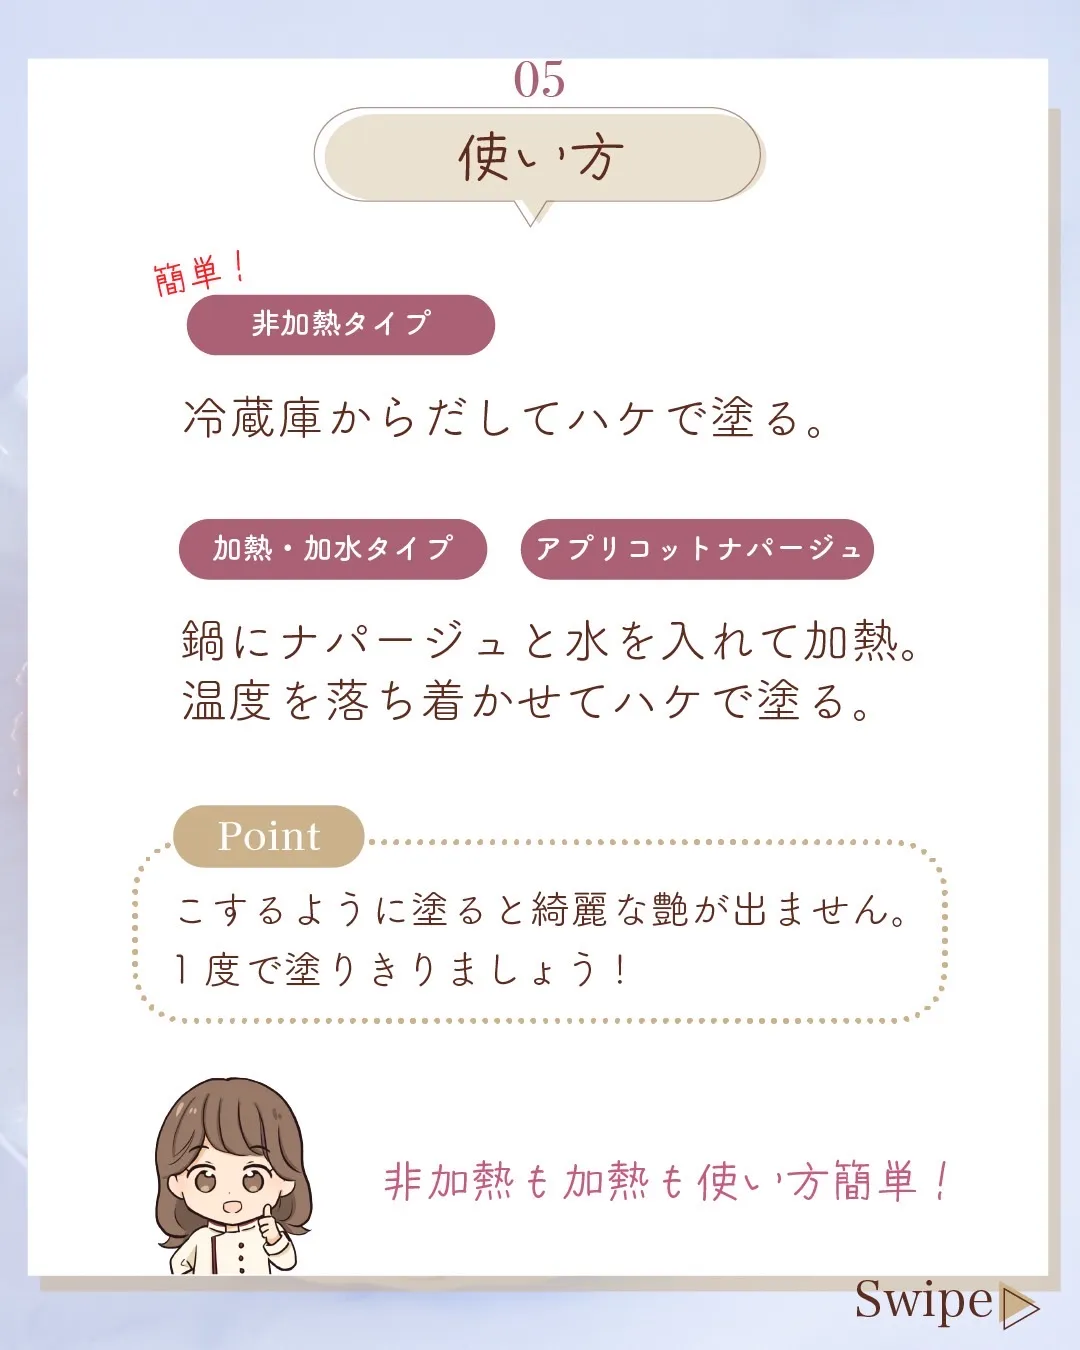 05
使い方
簡単！
非加熱タイプ
冷蔵庫からだしてハケで塗る。
加熱・加水タイプ
アプリコットナパージュ
鍋にナパージュと水を入れて加熱。
温度を落ち着かせてハケで塗る。
Point
こするように塗ると綺麗な艶が出ません。
1度で塗りきりましょう！
非加熱も加熱も使い方簡単！
Swipe